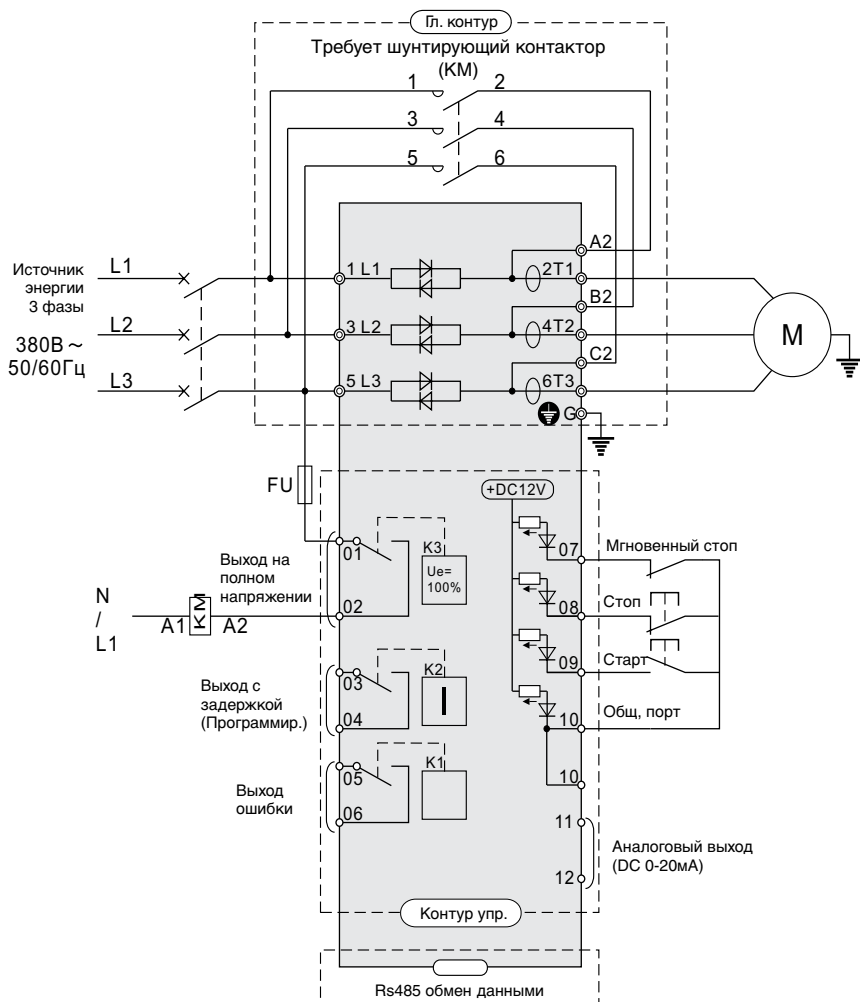 Гл. контур
Требует шунтирующий контактор
(КМ)
1 2
3 4
5 6
A2
Источник
энергии
3 фазы
380В ~
50/60Гц
L1
L2
L3
1 L1
2T1
B2
3 L2
4T2
C2
5 L3
6T3
G
M
FU
+DC12V
01
Выход на
полном
напряжении
02
K3
Ue=
100%
N
/
L1
A1
KM
A2
07
Мгновенный стоп
08
Стоп
09
Старт
10
Общ, порт
10
03
Выход с
задержкой
(Программир.)
04
K2
I
05
Выход
ошибки
06
K1
11
Аналоговый выход
(DC 0-20мА)
12
Контур упр.
Rs485 обмен данными